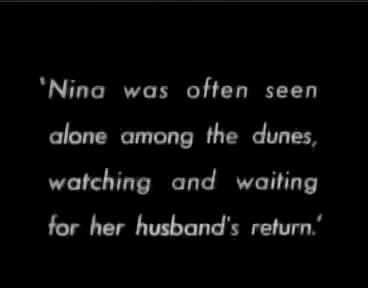 'Nina was often seen
alone among the dunes,
watching and waiting
for her husband's return.'